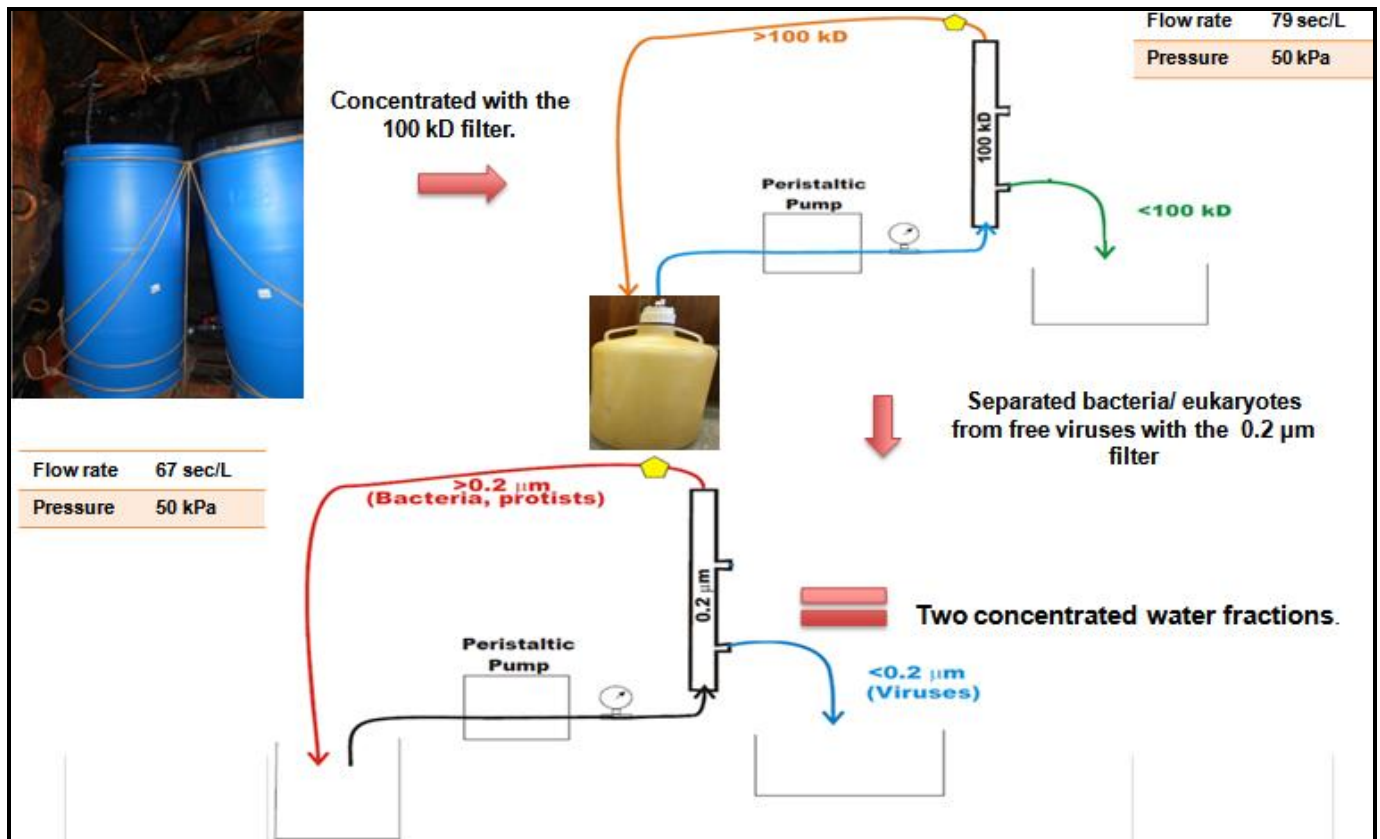 Flow rate 79 sec/L
Pressure 50 kPa
>100 kD
Concentrated with the
100 kD filter.
100 kD
Peristaltic
Pump
<100 kD
Separated bacteria/ eukaryotes
from free viruses with the 0.2 µm
filter
Flow rate 67 sec/L
Pressure 50 kPa
>0.2 µm
(Bacteria, protists)
0.2 µm
Two concentrated water fractions.
Peristaltic
Pump
<0.2 µm
(Viruses)